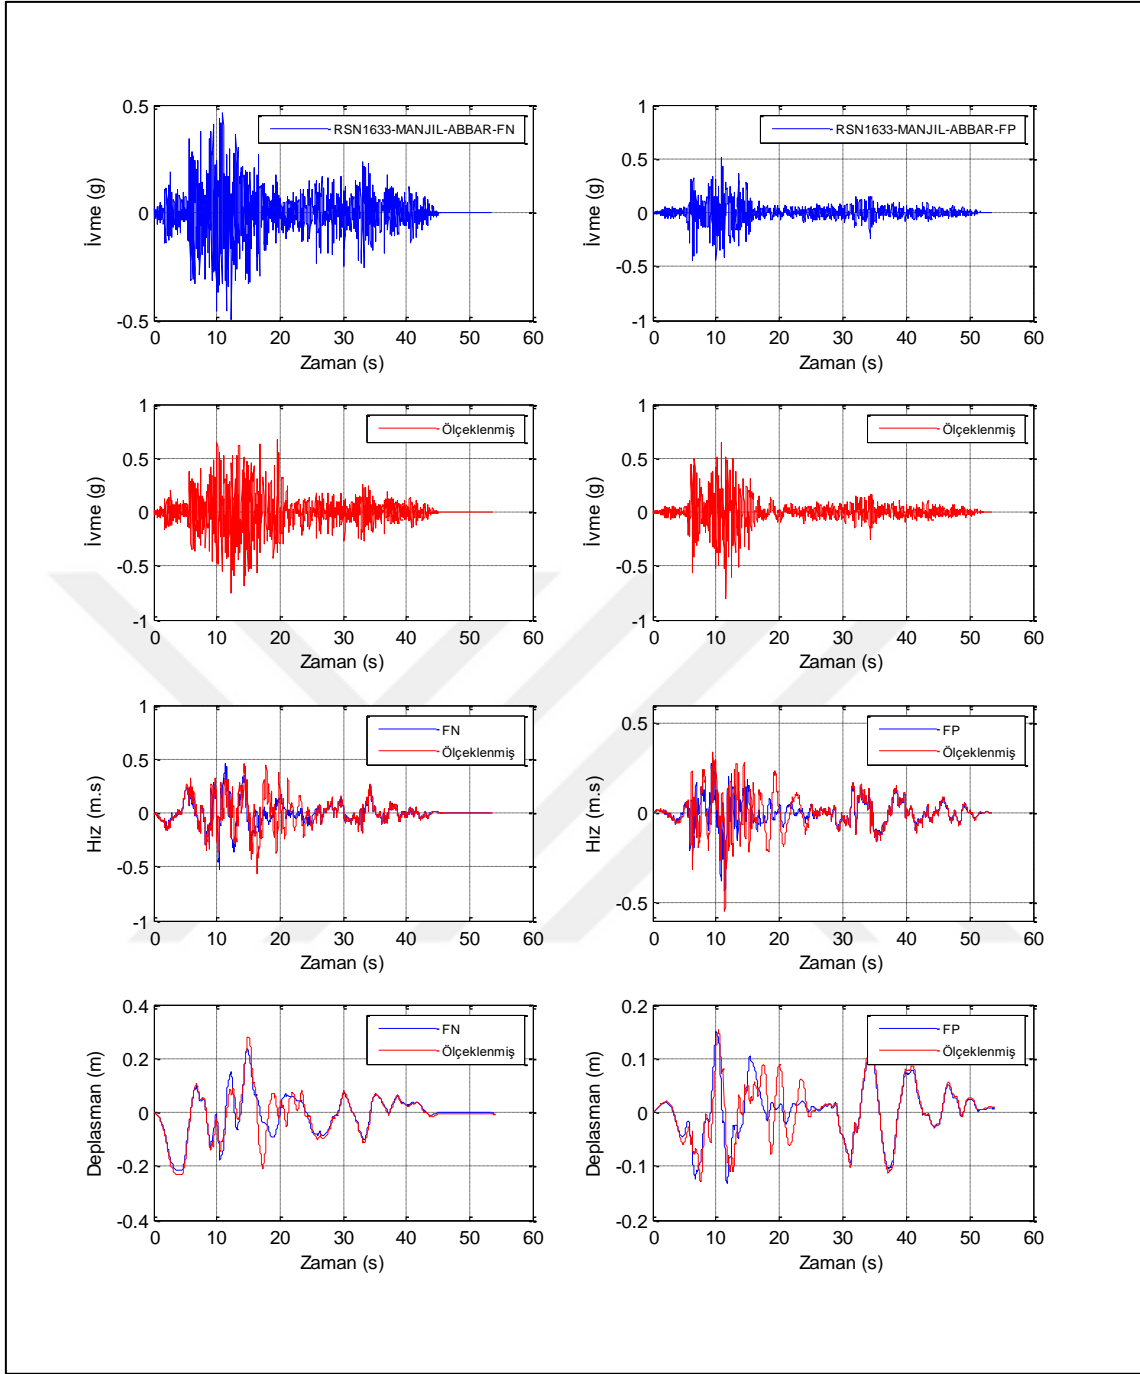 0.5
0
-0.5
İvme (g)
RSN1633-MANJIL-ABBAR-FN
0 10 20 30 40 50 60
Zaman (s)
1
0.5
0
-0.5
-1
İvme (g)
RSN1633-MANJIL-ABBAR-FP
0 10 20 30 40 50 60
Zaman (s)
1
0.5
0
-0.5
-1
İvme (g)
Ölçeklenmiş
0 10 20 30 40 50 60
Zaman (s)
1
0.5
0
-0.5
-1
İvme (g)
Ölçeklenmiş
0 10 20 30 40 50 60
Zaman (s)
1
0.5
0
-0.5
-1
Hız (m.s)
FN
Ölçeklenmiş
0 10 20 30 40 50 60
Zaman (s)
0.5
0
-0.5
Hız (m.s)
FP
Ölçeklenmiş
0 10 20 30 40 50 60
Zaman (s)
0.4
0.2
0
-0.2
-0.4
Deplasman (m)
FN
Ölçeklenmiş
0 10 20 30 40 50 60
Zaman (s)
0.2
0.1
0
-0.1
-0.2
Deplasman (m)
FP
Ölçeklenmiş
0 10 20 30 40 50 60
Zaman (s)